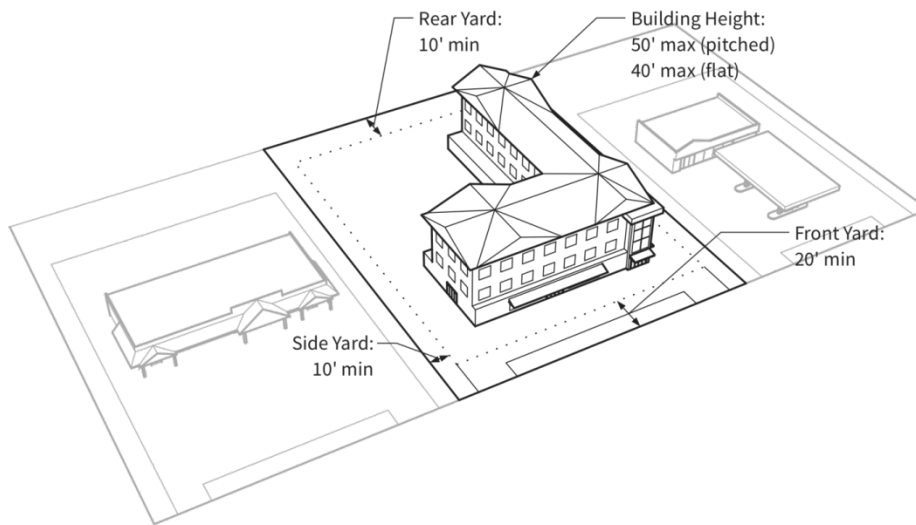 Rear Yard:
10' min
Building Height:
50' max (pitched)
40' max (flat)
Front Yard:
20' min
Side Yard:
10' min